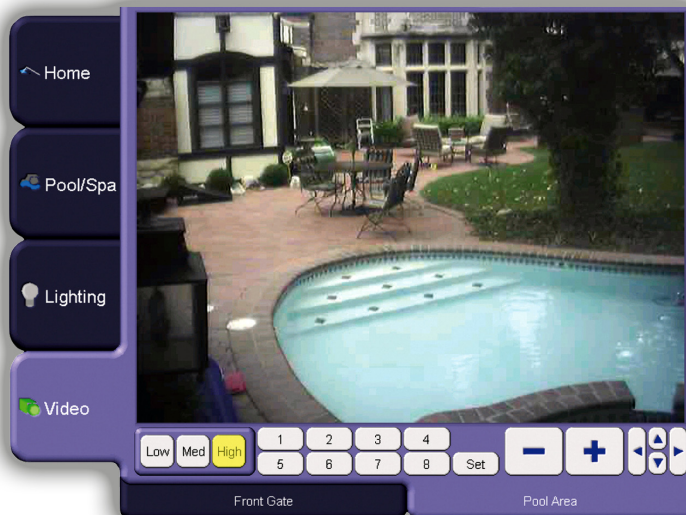 Home
Pool/Spa
Lighting
Video
Low Med High
1 2 3 4
5 6 7 8 Set
Front Gate
Pool Area